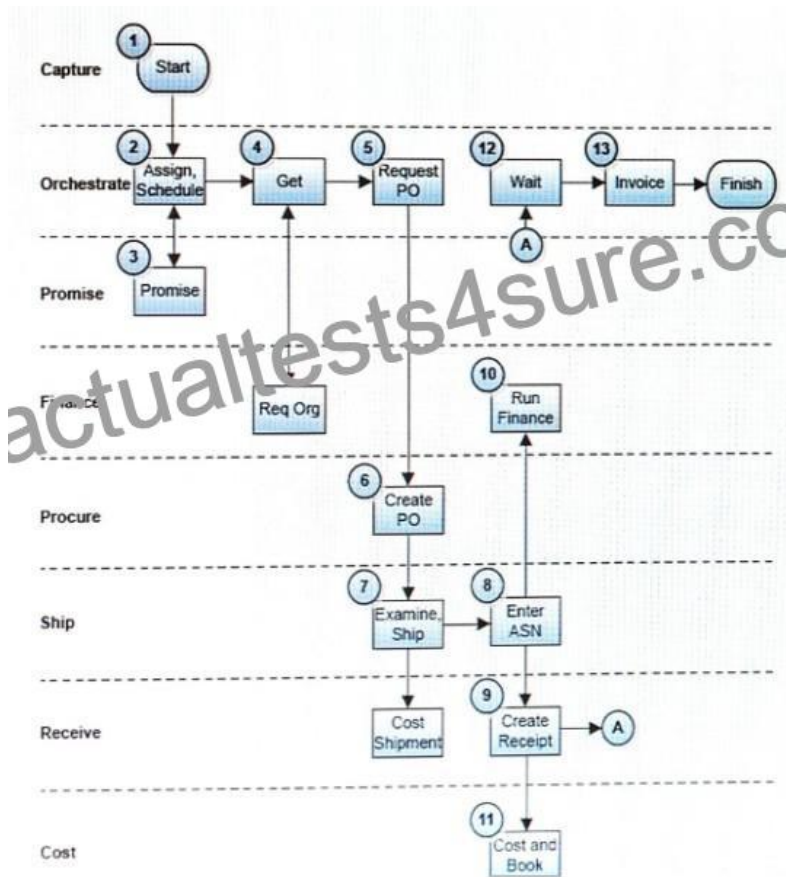 1
Capture
Start
2
4
5
12
13
Orchestrate
Assign,
Schedule
Get
Request
PO
Wait
Invoice
Finish
A
3
Promise
Promise
actualtests4sure.co
Finance
Req Org
10
Run
Finance
6
Procure
Create
PO
7
8
Ship
Examine,
Ship
Enter
ASN
9
Receive
Cost
Shipment
Create
Receipt
A
11
Cost
Cost and
Book